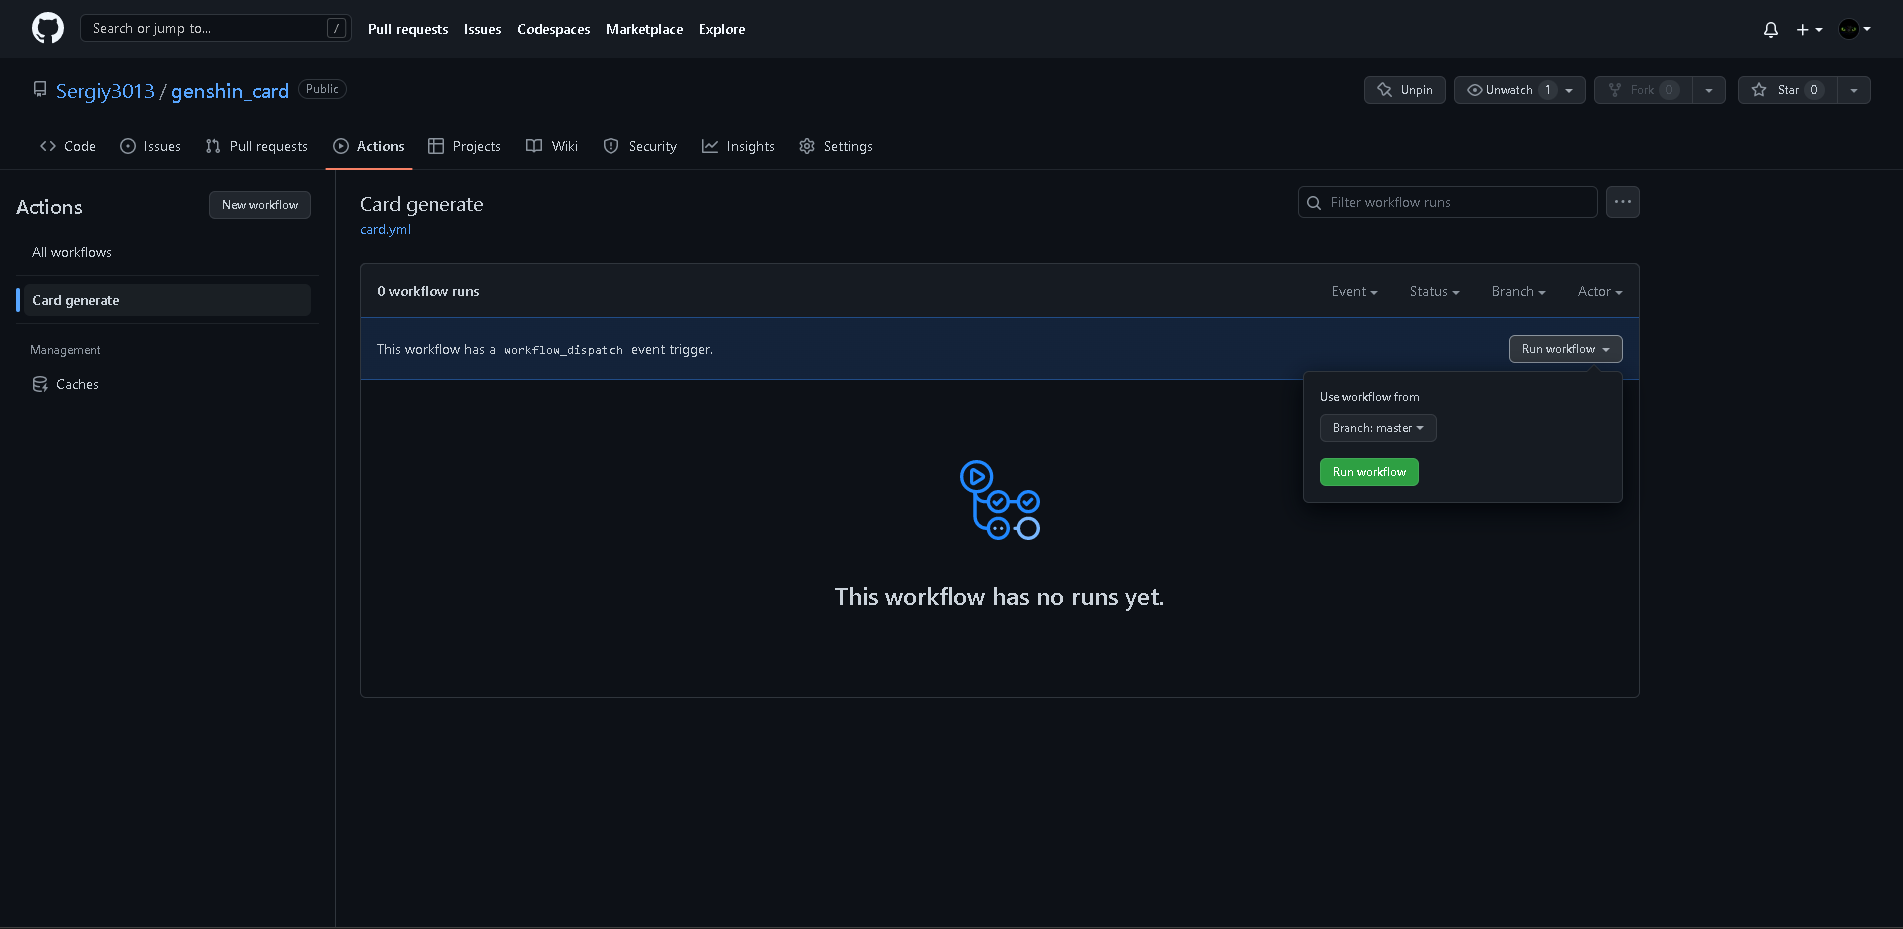 Search or jump to... / Pull requests Issues Codespaces Marketplace Explore
Sergiy3013 / genshin_card Public Unpin Unwatch 1 Fork 0 Star 0
Code Issues Pull requests Actions Projects Wiki Security Insights Settings
Actions New workflow
All workflows
Card generate
Management
Caches
Card generate
card.yml
Filter workflow runs
0 workflow runs Event Status Branch Actor
This workflow has a workflow_dispatch event trigger. Run workflow
Use workflow from
Branch: master
Run workflow
This workflow has no runs yet.